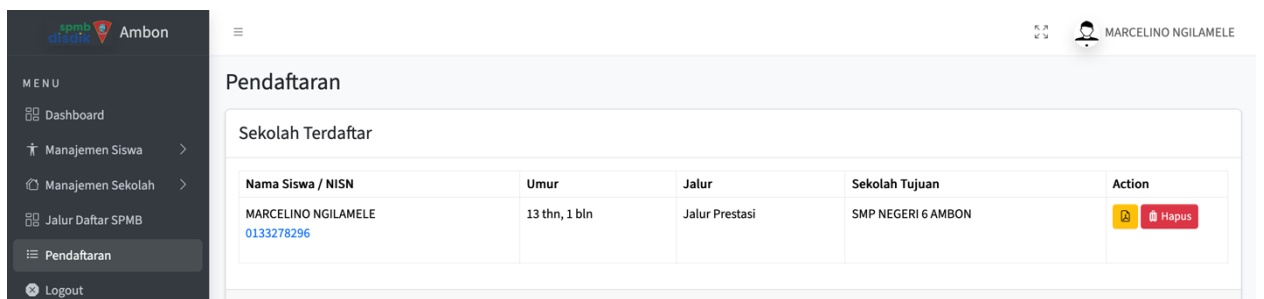 spmb
disdik
Ambon
MARCELINO NGILAMELE
MENU
Dashboard
Manajemen Siswa
Manajemen Sekolah
Jalur Daftar SPMB
Pendaftaran
Logout
Pendaftaran
Sekolah Terdaftar
Nama Siswa / NISN Umur Jalur Sekolah Tujuan Action
MARCELINO NGILAMELE 13 thn, 1 bln Jalur Prestasi SMP NEGERI 6 AMBON Hapus
0133278296